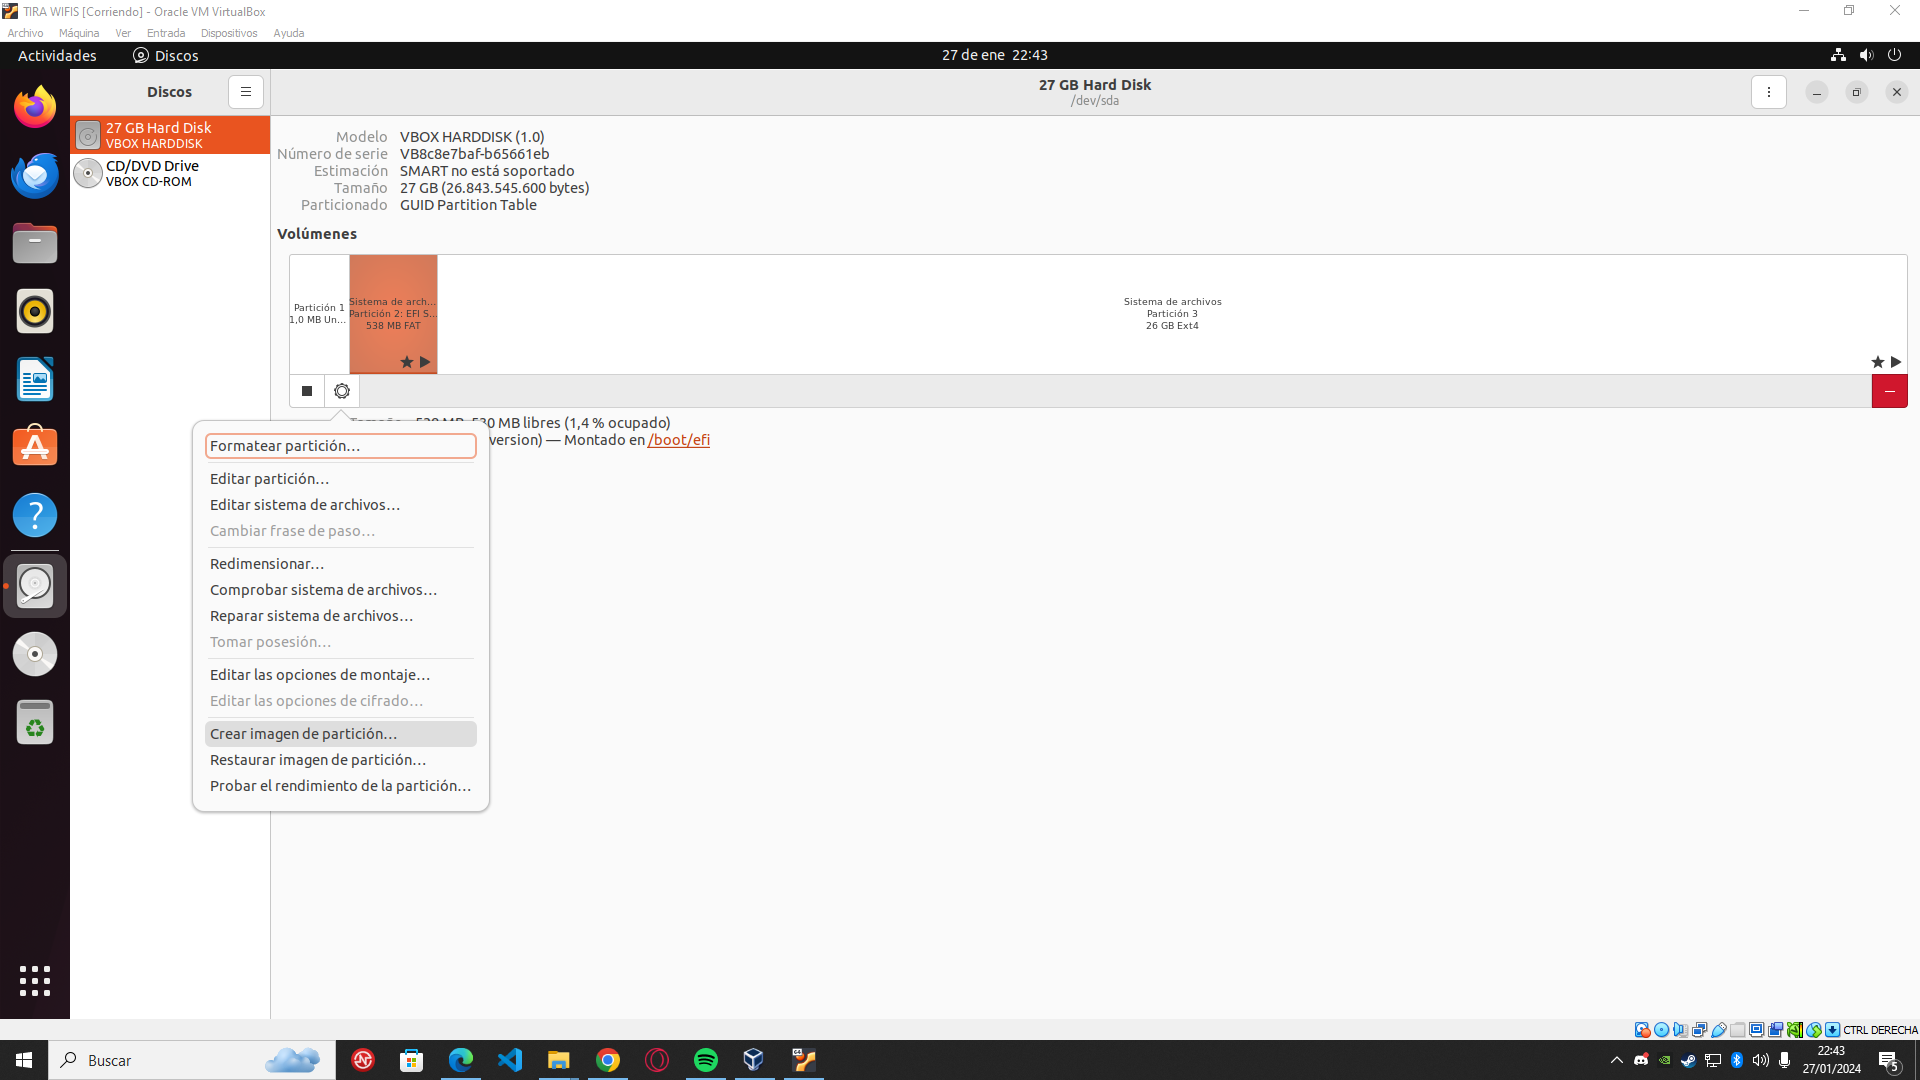 TIRA WIFIS [Corriendo] - Oracle VM VirtualBox
Archivo Máquina Ver Entrada Dispositivos Ayuda
Actividades Discos 27 de ene 22:43
Discos 27 GB Hard Disk
/dev/sda
27 GB Hard Disk
VBOX HARDDISK
CD/DVD Drive
VBOX CD-ROM
Modelo VBOX HARDDISK (1.0)
Número de serie VB8c8e7baf-b65661eb
Estimación SMART no está soportado
Tamaño 27 GB (26.843.545.600 bytes)
Particionado GUID Partition Table
Volúmenes
Partición 1
1,0 MB Un…
Sistema de arch…
Partición 2: EFI S…
538 MB FAT
Sistema de archivos
Partición 3
26 GB Ext4
MB libres (1,4 % ocupado)
version) — Montado en /boot/efi
Formatear partición…
Editar partición…
Editar sistema de archivos…
Cambiar frase de paso…
Redimensionar…
Comprobar sistema de archivos…
Reparar sistema de archivos…
Tomar posesión…
Editar las opciones de montaje…
Editar las opciones de cifrado…
Crear imagen de partición…
Restaurar imagen de partición…
Probar el rendimiento de la partición…
CTRL DERECHA
Buscar
22:43
27/01/2024
5